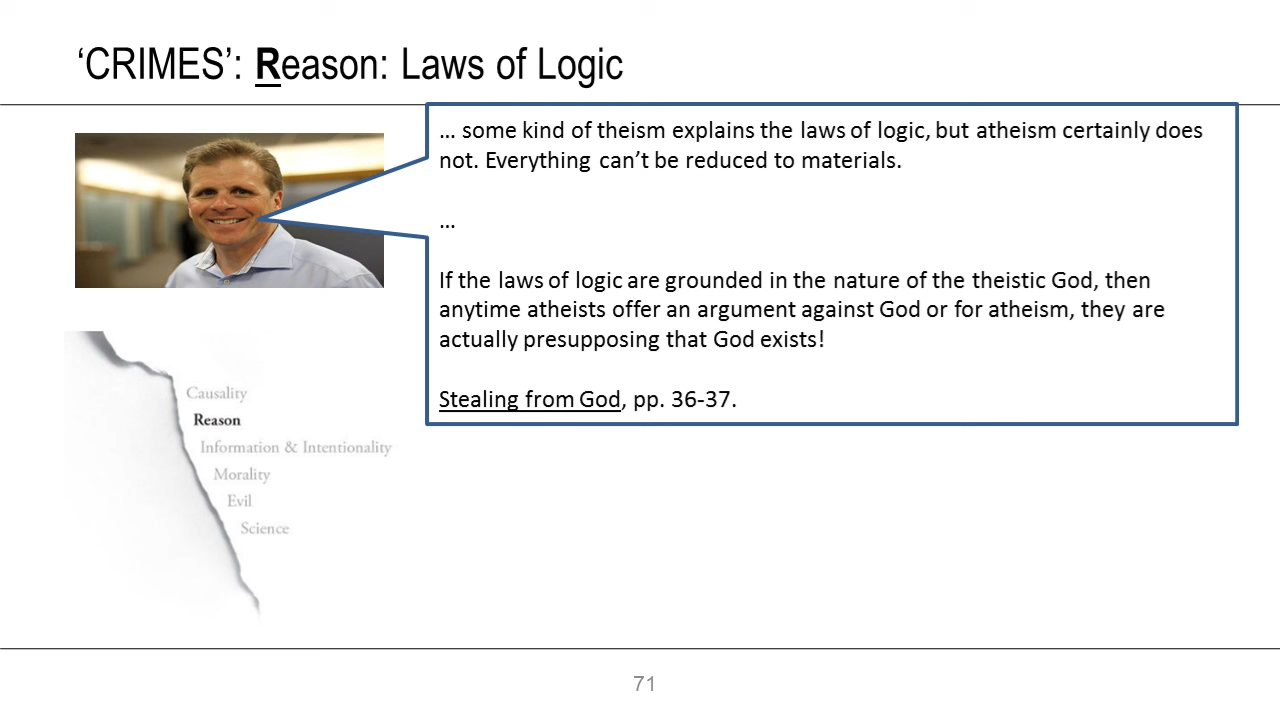 ‘CRIMES’: Reason: Laws of Logic
… some kind of theism explains the laws of logic, but atheism certainly does
not. Everything can’t be reduced to materials.
…
If the laws of logic are grounded in the nature of the theistic God, then
anytime atheists offer an argument against God or for atheism, they are
actually presupposing that God exists!
Stealing from God, pp. 36-37.
Causality
Reason
Information & Intentionality
Morality
Evil
Science
71